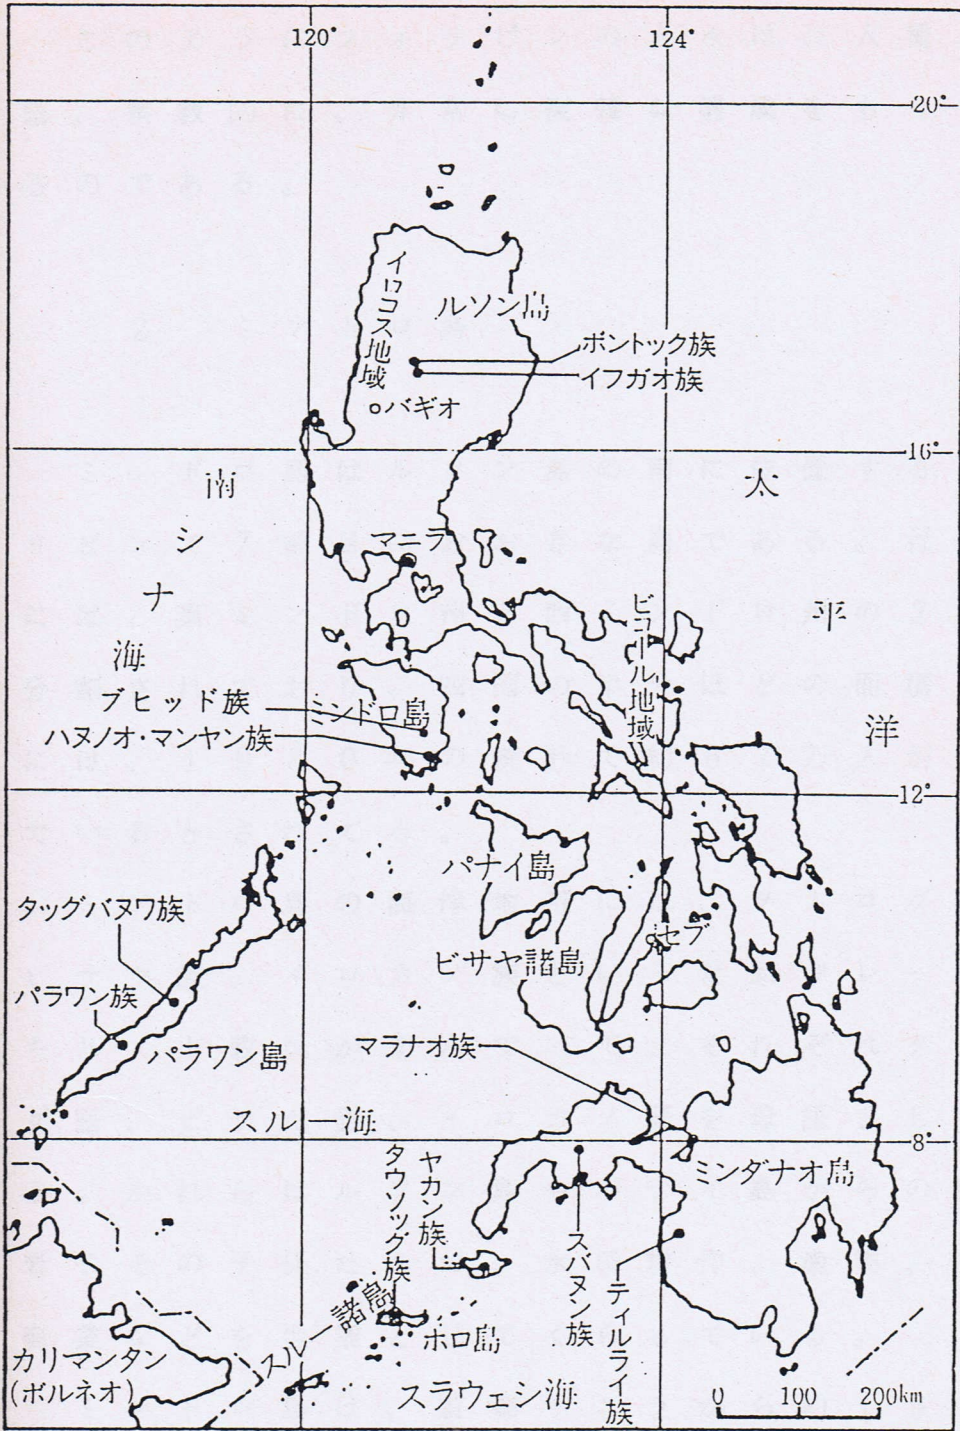 120°
124°
20°
イロコス地域
ルソン島
ボントック族
イフガオ族
バギオ
16°
南シナ海
太平洋
マニラ
ビコール地域
ブヒッド族
ミンドロ島
ハヌノオ・マンヤン族
12°
パナイ島
タッグバヌワ族
セブ
ビサヤ諸島
パラワン族
パラワン島
マラナオ族
スルー海
8°
ミンダナオ島
ヤカン族
タウソッグ族
スバヌン族
ティルライ族
スルー諸島
ホロ島
カリマンタン
(ボルネオ)
スラウェシ海
0 100 200km